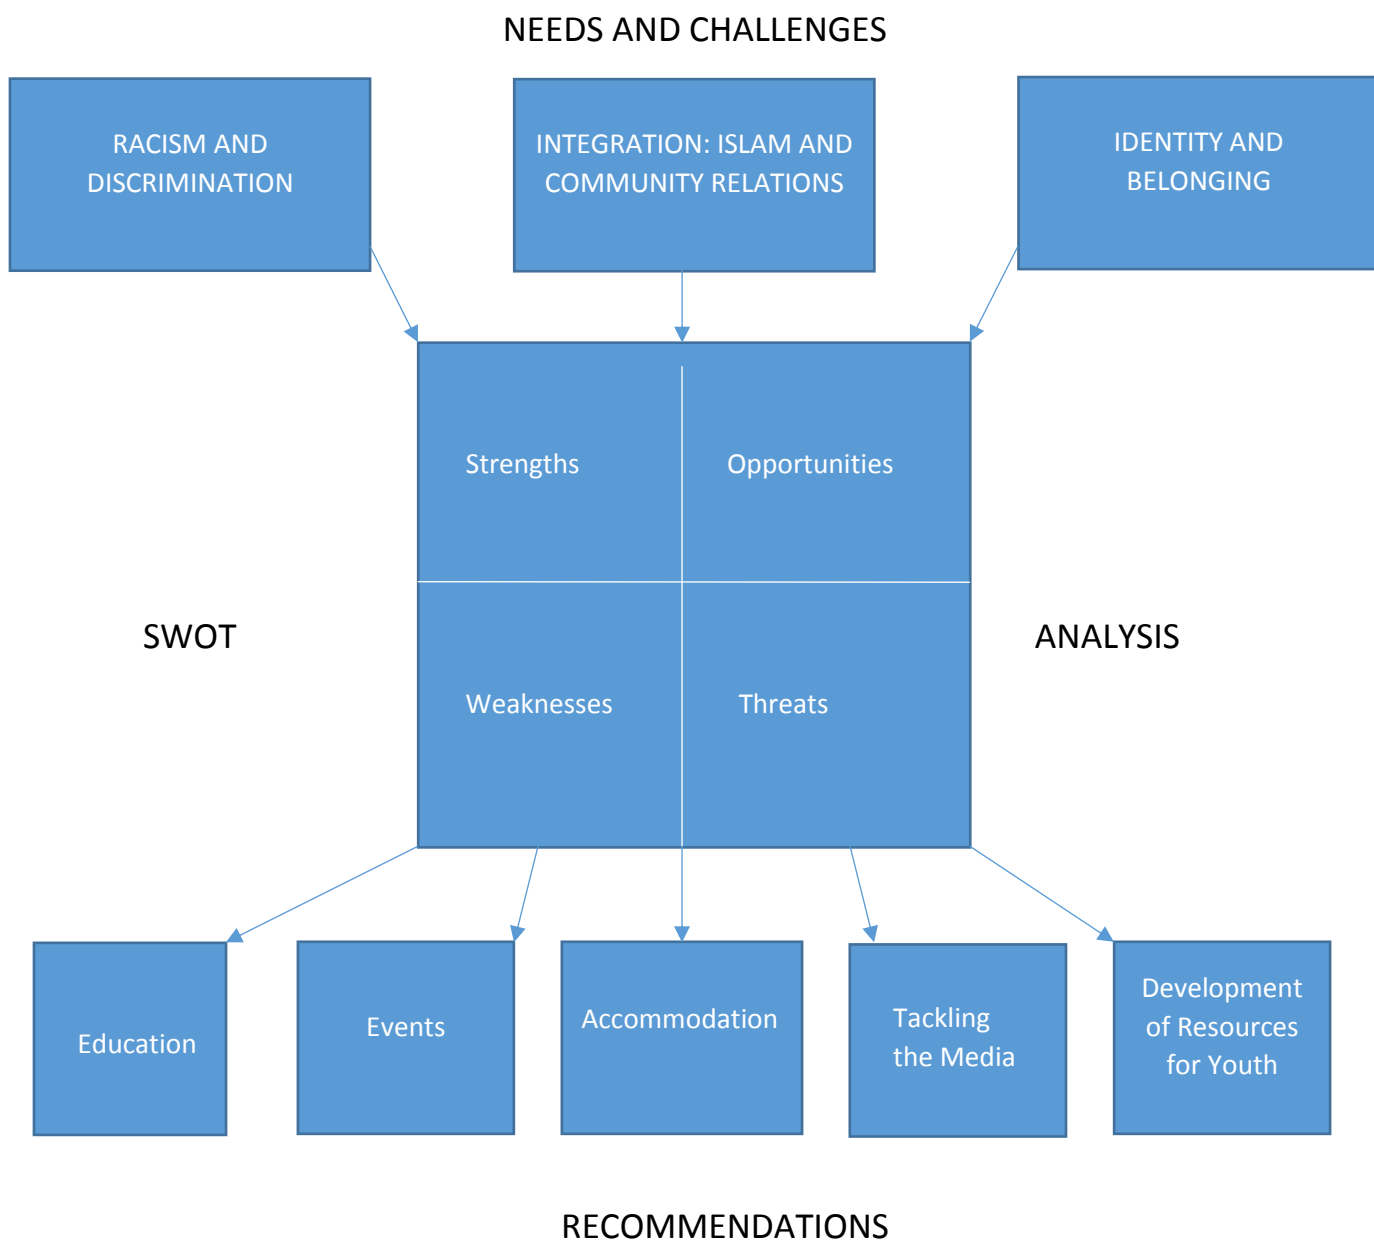 NEEDS AND CHALLENGES
RACISM AND
DISCRIMINATION
INTEGRATION: ISLAM AND
COMMUNITY RELATIONS
IDENTITY AND
BELONGING
Strengths
Opportunities
SWOT
ANALYSIS
Weaknesses
Threats
Education
Events
Accommodation
Tackling
the Media
Development
of Resources
for Youth
RECOMMENDATIONS